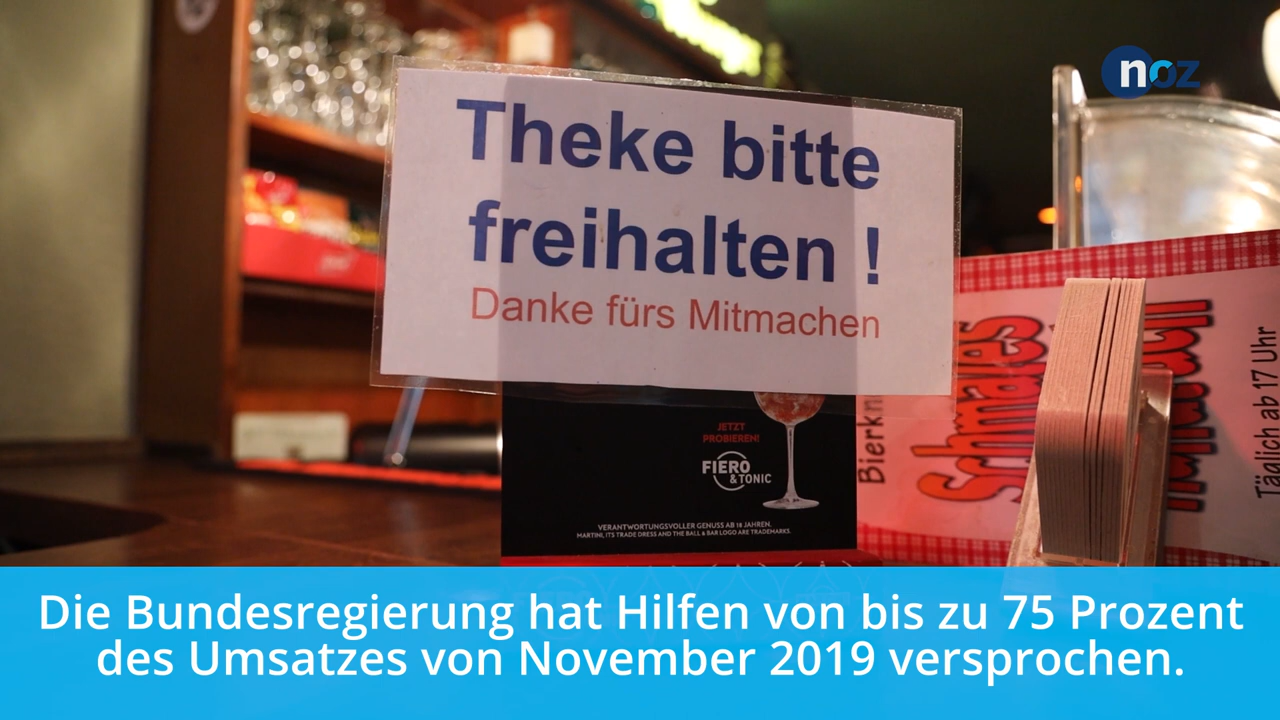 noz
Theke bitte
freihalten !
Danke fürs Mitmachen
JETZT
PROBIEREN!
FIERO
& TONIC
VERANTWORTUNGSVOLLER GENUSS AB 18 JAHREN.
MARTINI, ITS TRADE DRESS AND THE BALL & BAR LOGO ARE TRADEMARKS.
Schmales
Täglich ab 17 Uhr
Die Bundesregierung hat Hilfen von bis zu 75 Prozent
des Umsatzes von November 2019 versprochen.